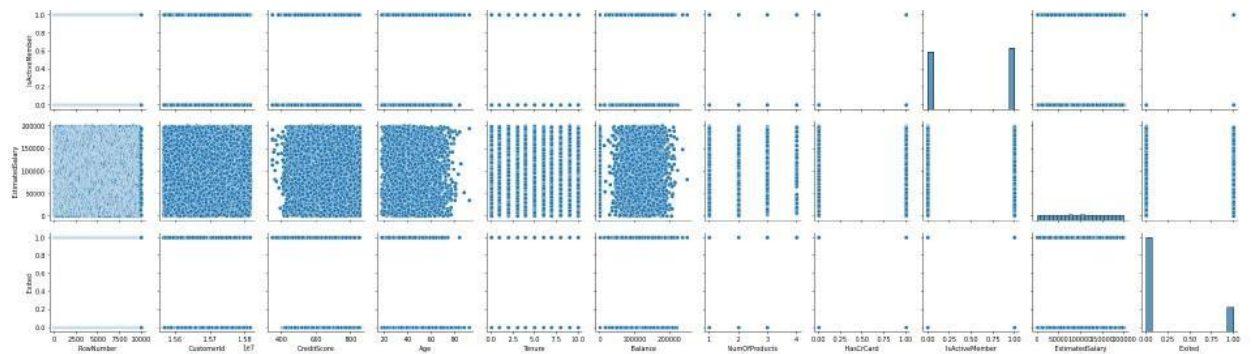 1.0
0.8
0.6
0.4
0.2
0.0
IsActiveMember
200000
150000
100000
50000
0
EstimatedSalary
1.0
0.8
0.6
0.4
0.2
0.0
Exited
0 2500 5000 7500 10000
RowNumber
1.56 1.57 1.58
1e7
CustomerId
400 600 800
CreditScore
20 40 60 80
Age
0.0 2.5 5.0 7.5 10.0
Tenure
0 100000 200000
Balance
1 2 3 4
NumOfProducts
0.00 0.25 0.50 0.75 1.00
HasCrCard
0.00 0.25 0.50 0.75 1.00
IsActiveMember
0 50000 100000 150000 200000
EstimatedSalary
0.00 0.25 0.50 0.75 1.00
Exited